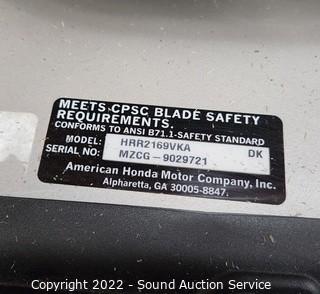 MEETS CPSC BLADE SAFETY
REQUIREMENTS.
CONFORMS TO ANSI B71.1-SAFETY STANDARD
MODEL: HRR2169VKA DK
SERIAL NO: MZCG-9029721
American Honda Motor Company, Inc.
Alpharetta, GA 30005-8847.
Copyright 2022 - Sound Auction Service